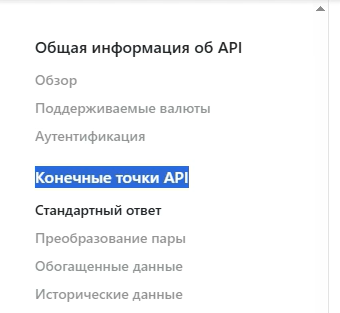 Общая информация об API
Обзор
Поддерживаемые валюты
Аутентификация
Конечные точки API
Стандартный ответ
Преобразование пары
Обогащенные данные
Исторические данные